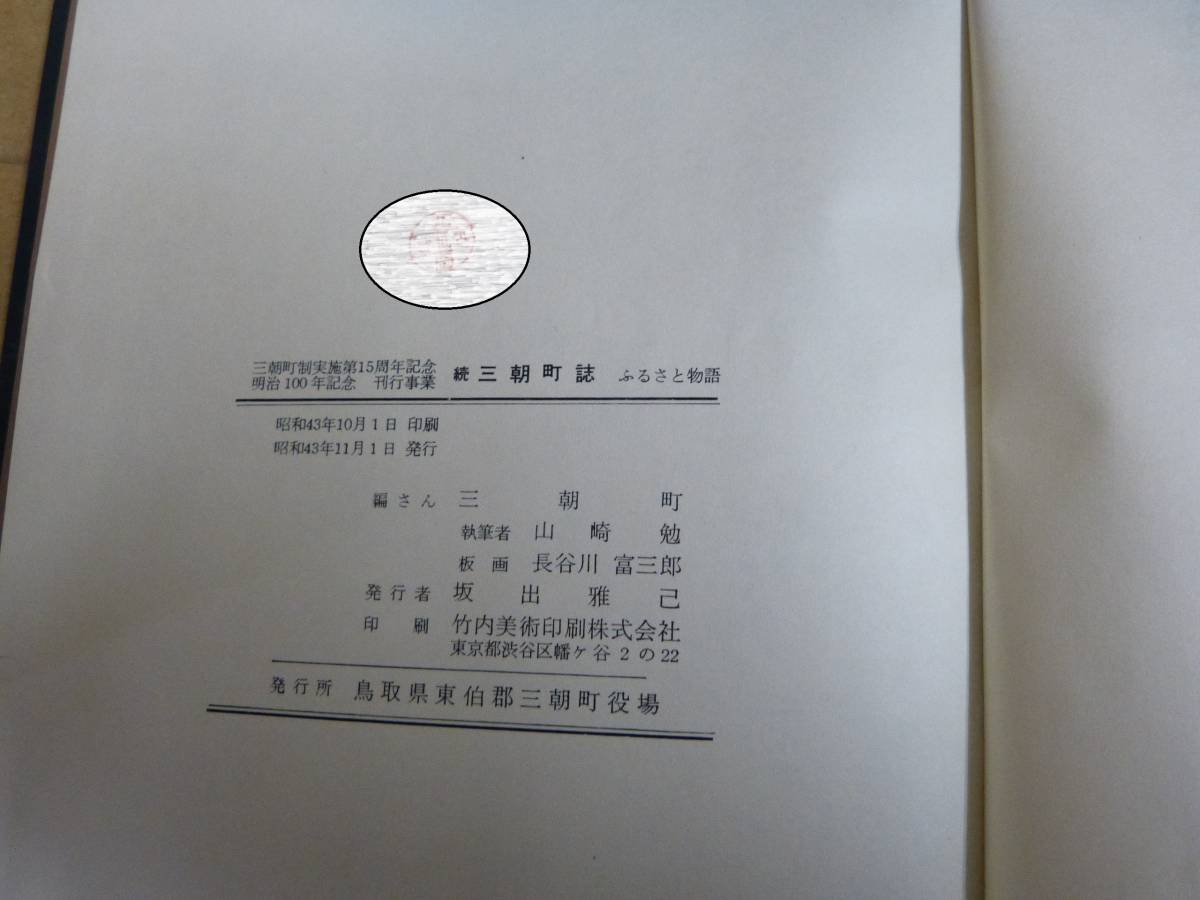 三朝町制実施第15周年記念
明治100年記念 刊行事業
続 三朝町誌 ふるさと物語
昭和43年10月1日 印刷
昭和43年11月1日 発行
編さん 三朝町
執筆者 山崎勉
板画 長谷川富三郎
発行者 坂出雅己
印刷 竹内美術印刷株式会社
東京都渋谷区幡ケ谷2の22
発行所 鳥取県東伯郡三朝町役場